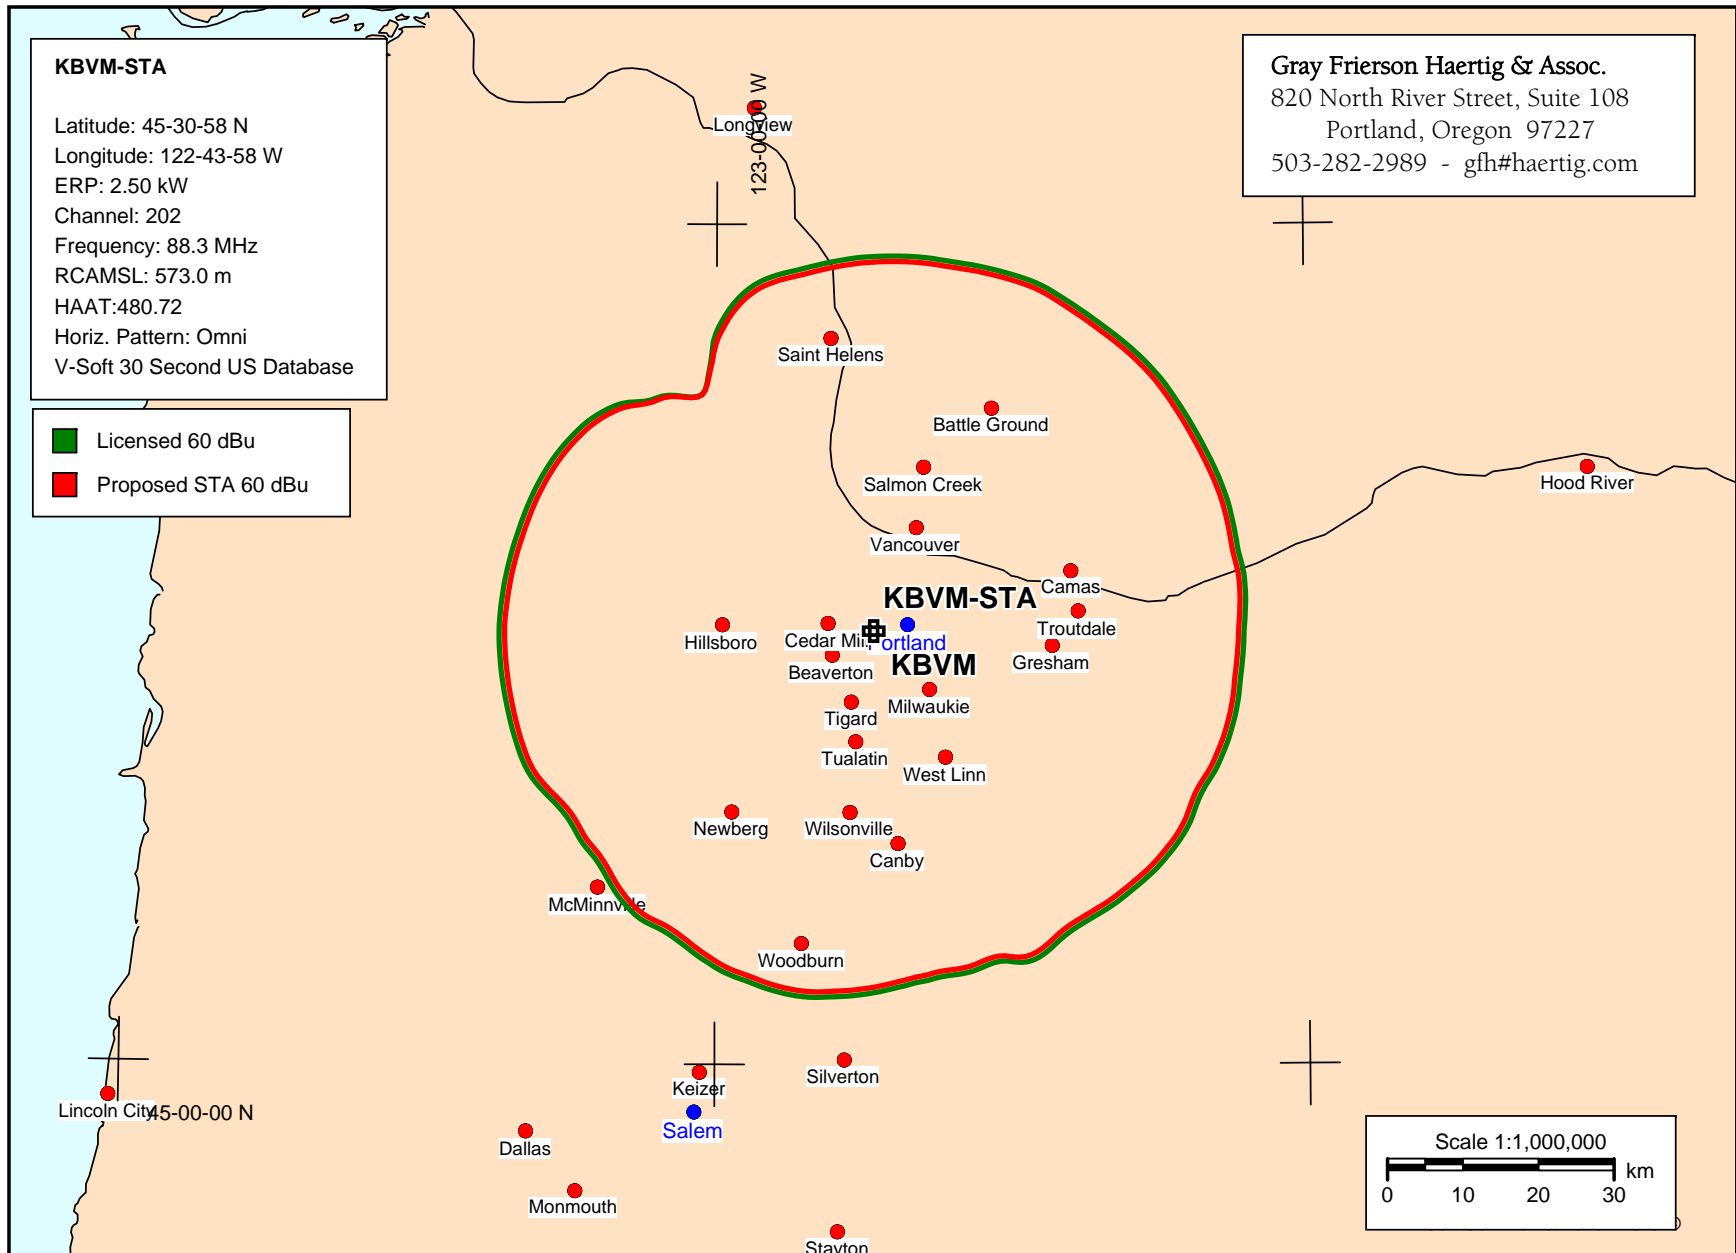 KBVM-STA
Latitude: 45-30-58 N
Longitude: 122-43-58 W
ERP: 2.50 kW
Channel: 202
Frequency: 88.3 MHz
RCAMSL: 573.0 m
HAAT:480.72
Horiz. Pattern: Omni
V-Soft 30 Second US Database
Licensed 60 dBu
Proposed STA 60 dBu
Gray Frierson Haertig & Assoc.
820 North River Street, Suite 108
Portland, Oregon 97227
503-282-2989 - gfh#haertig.com
123-00-00 W
Longview
Saint Helens
Battle Ground
Salmon Creek
Hood River
Vancouver
Camas
KBVM-STA
Troutdale
Hillsboro
Cedar Mill
Portland
Gresham
Beaverton
KBVM
Milwaukie
Tigard
Tualatin
West Linn
Newberg
Wilsonville
Canby
McMinnville
Woodburn
Silverton
Keizer
Lincoln City
45-00-00 N
Salem
Dallas
Monmouth
Stayton
Scale 1:1,000,000
km
0 10 20 30